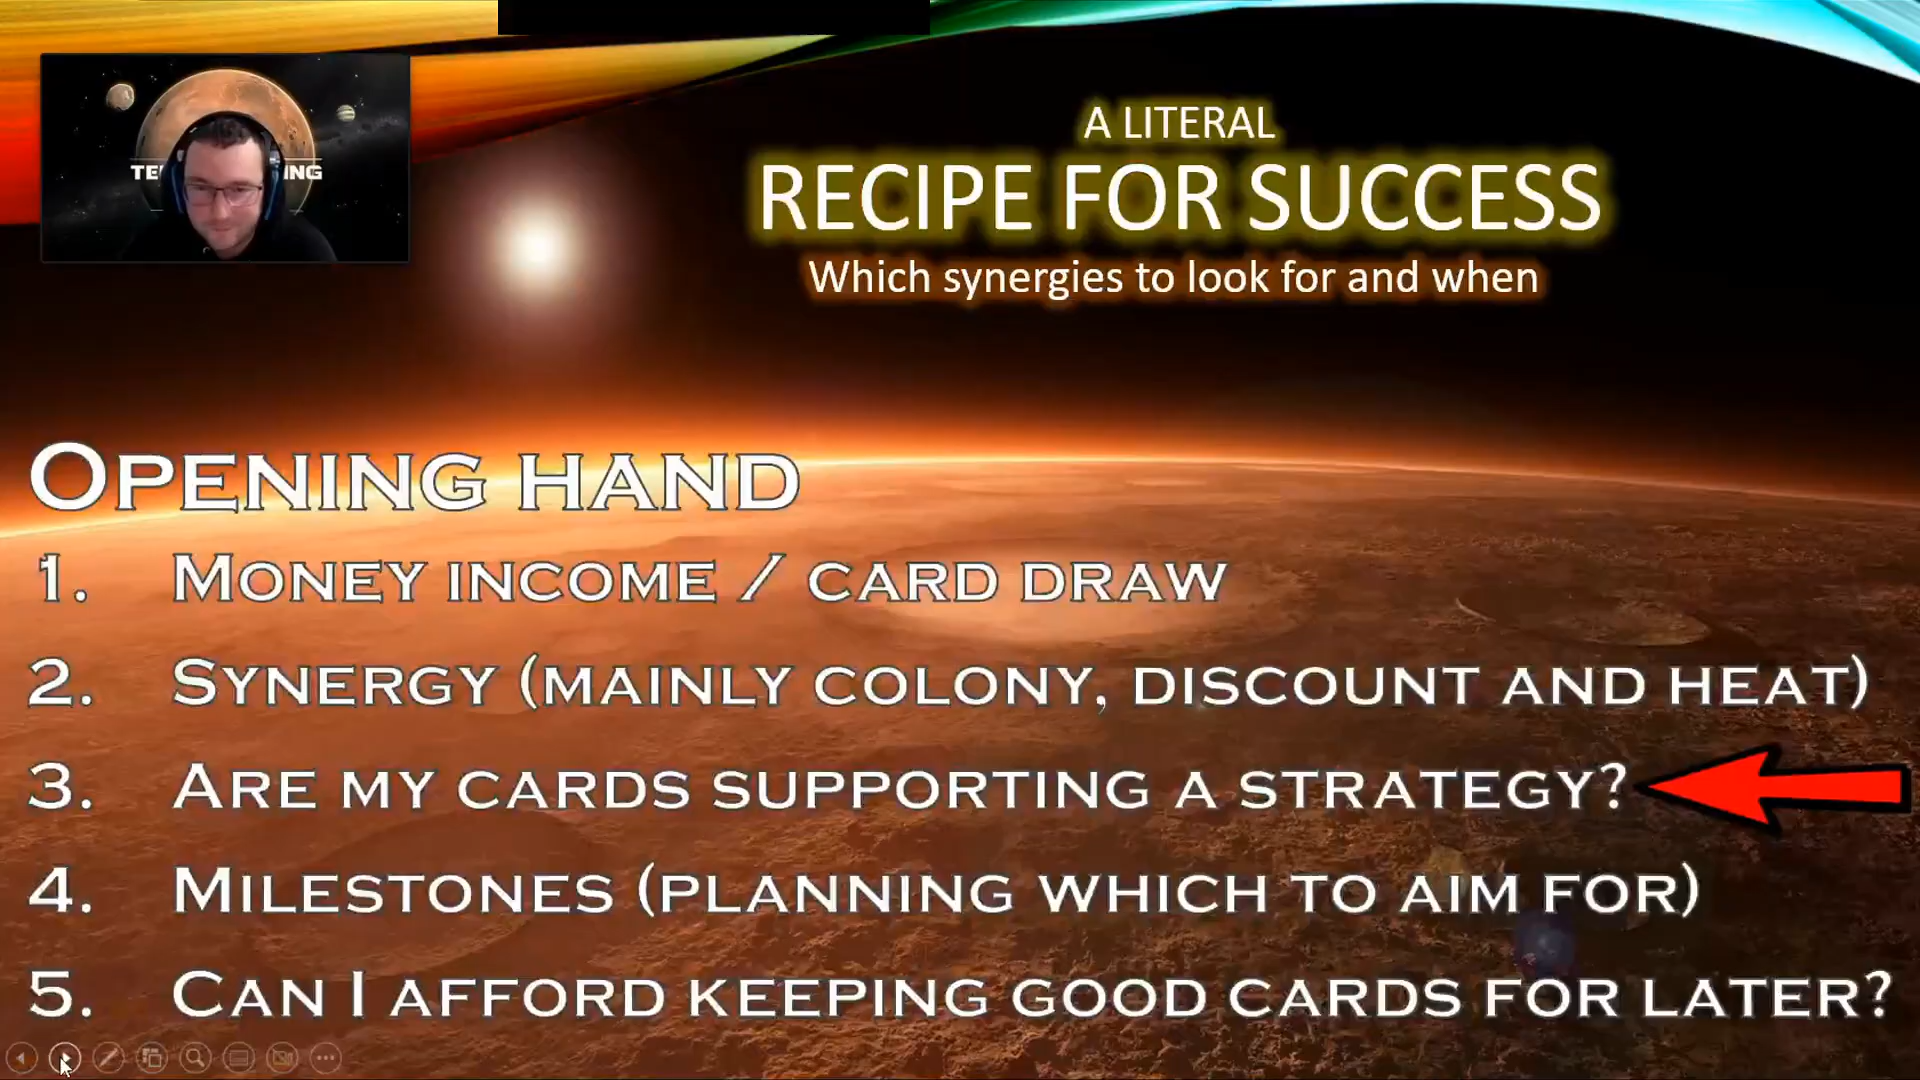 A LITERAL
RECIPE FOR SUCCESS
Which synergies to look for and when
OPENING HAND
1. MONEY INCOME / CARD DRAW
2. SYNERGY (MAINLY COLONY, DISCOUNT AND HEAT)
3. ARE MY CARDS SUPPORTING A STRATEGY?
4. MILESTONES (PLANNING WHICH TO AIM FOR)
5. CAN I AFFORD KEEPING GOOD CARDS FOR LATER?